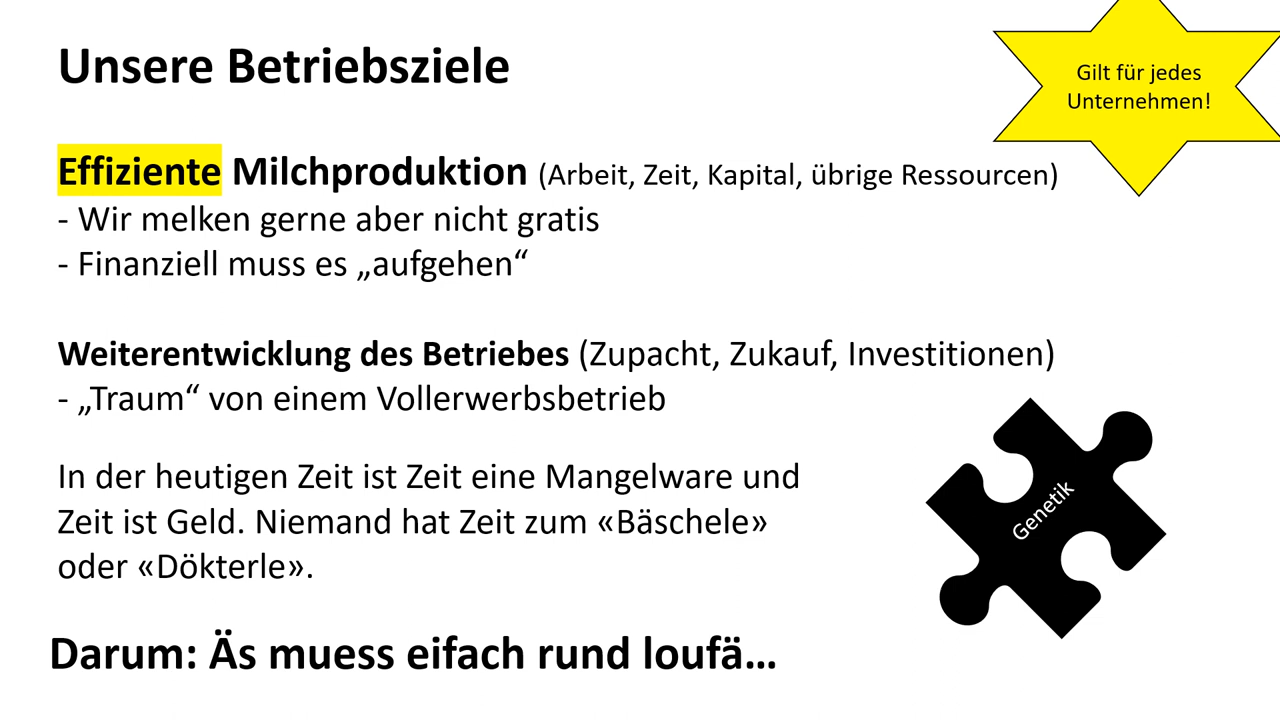 Unsere Betriebsziele
Gilt für jedes
Unternehmen!
Effiziente Milchproduktion (Arbeit, Zeit, Kapital, übrige Ressourcen)
- Wir melken gerne aber nicht gratis
- Finanziell muss es „aufgehen“
Weiterentwicklung des Betriebes (Zupacht, Zukauf, Investitionen)
- „Traum“ von einem Vollerwerbsbetrieb
In der heutigen Zeit ist Zeit eine Mangelware und
Zeit ist Geld. Niemand hat Zeit zum «Bäschele»
oder «Dökterle».
Genetik
Darum: Äs muess eifach rund loufä…